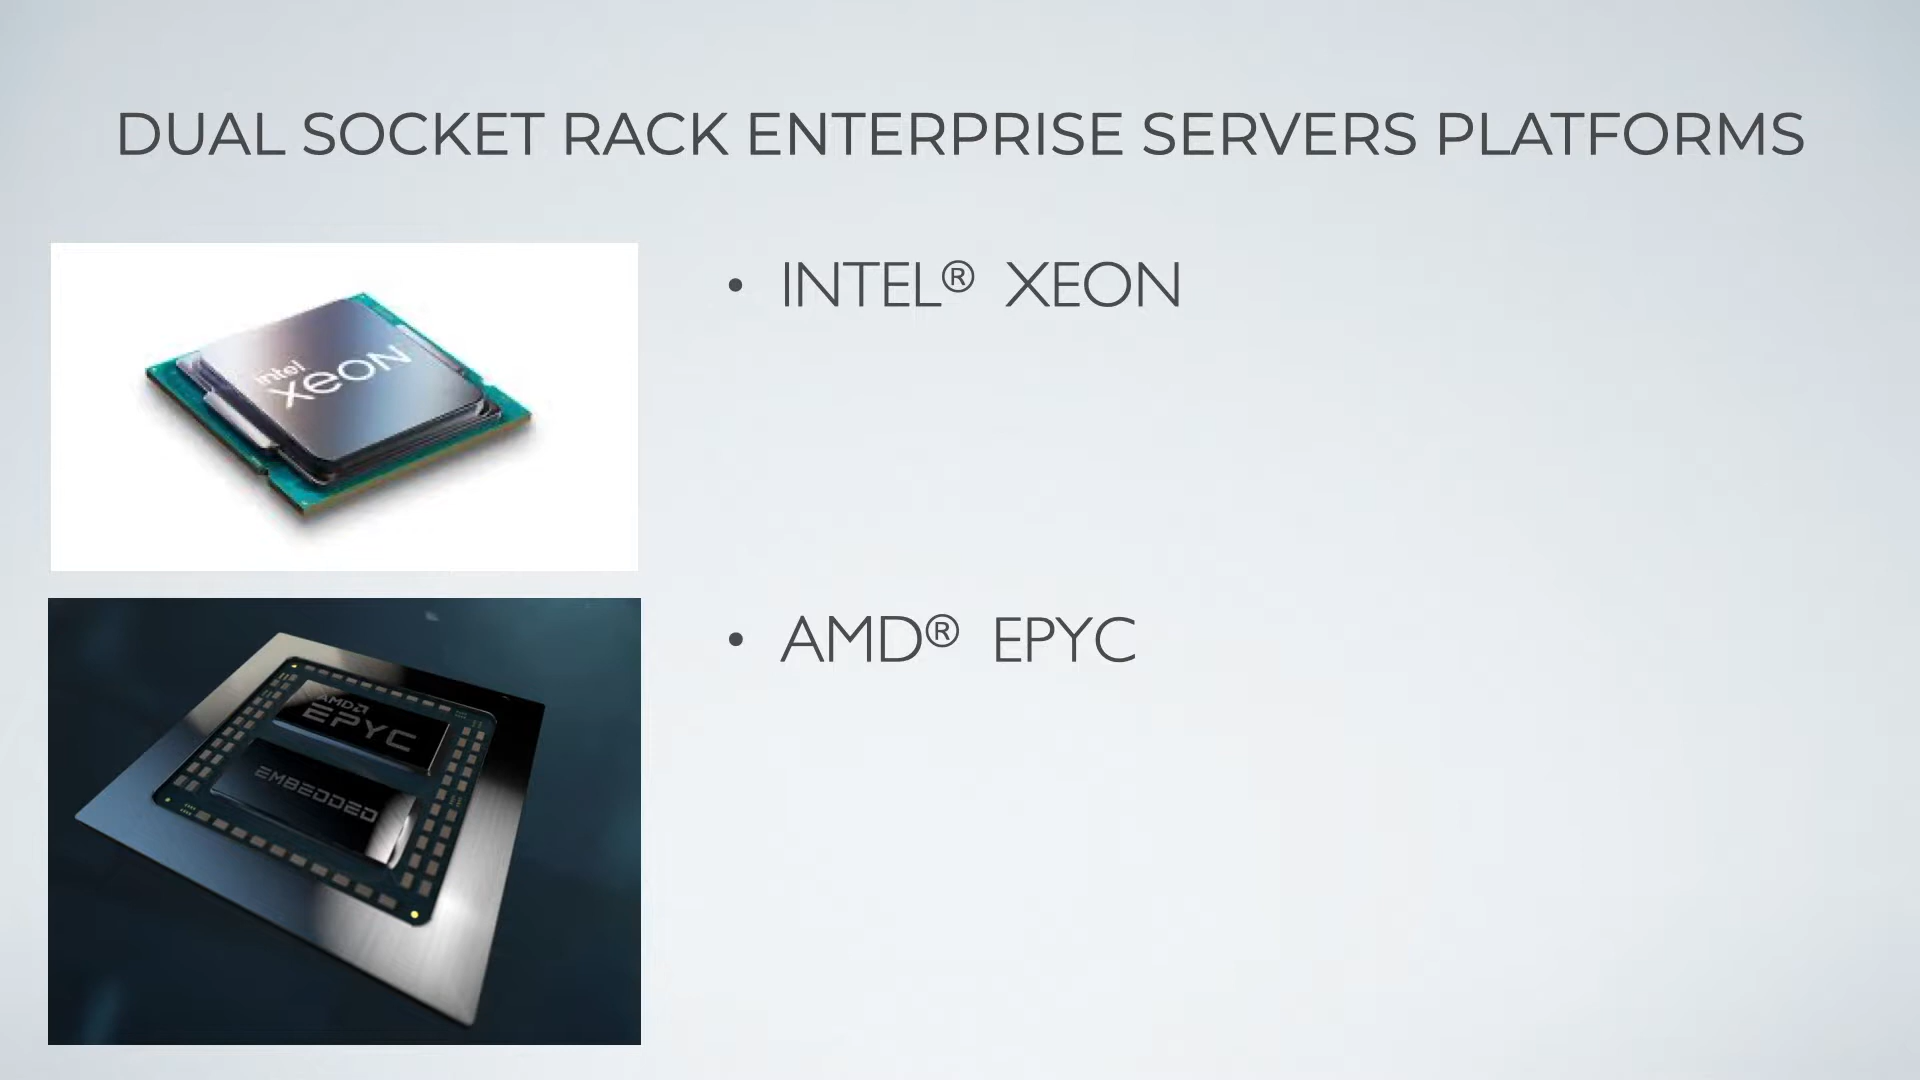 DUAL SOCKET RACK ENTERPRISE SERVERS PLATFORMS
intel
xeon
• INTEL® XEON
AMD
EPYC
EMBEDDED
• AMD® EPYC